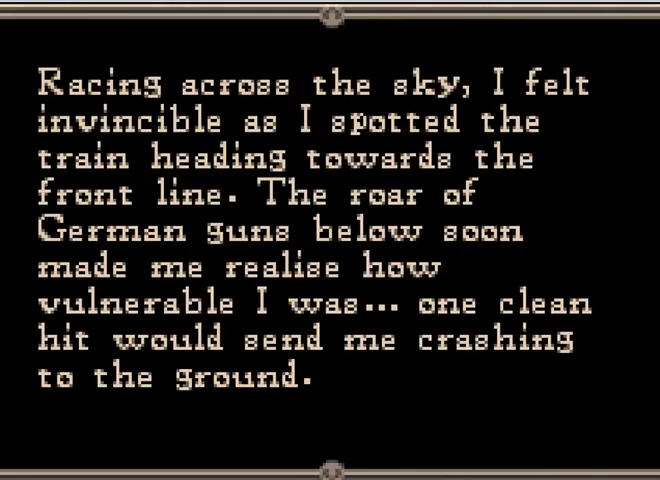 Racing across the sky, I felt
invincible as I spotted the
train heading towards the
front line. The roar of
German guns below soon
made me realise how
vulnerable I was... one clean
hit would send me crashing
to the ground.